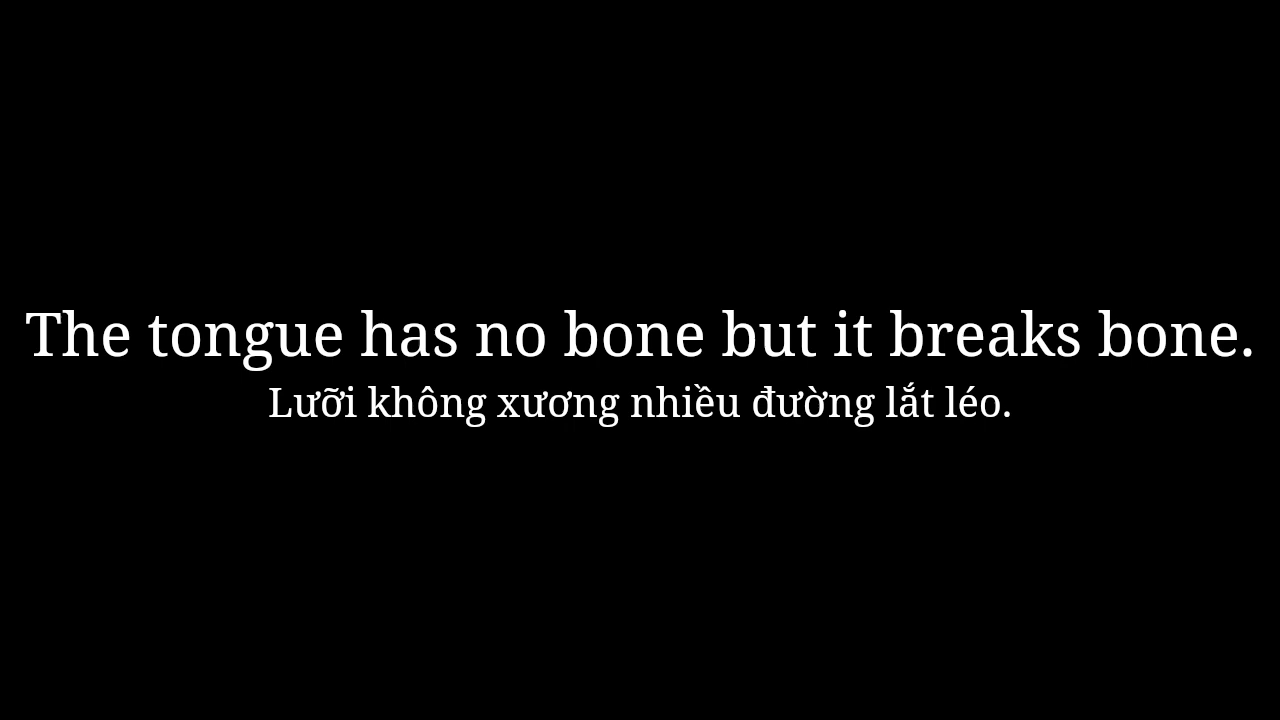 The tongue has no bone but it breaks bone.
Lưỡi không xương nhiều đường lắt léo.